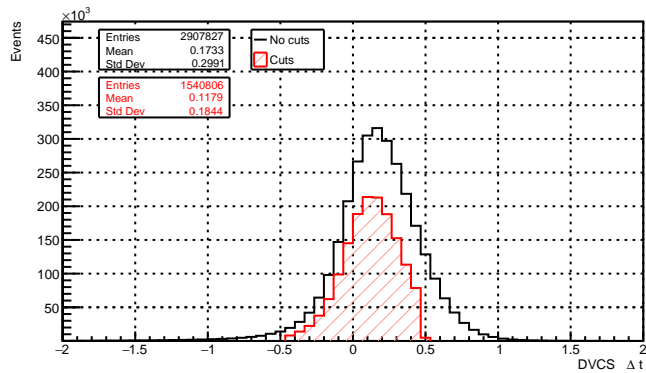 ×10³
Events
450
400
350
300
250
200
150
100
50
Entries 2907827
Mean 0.1733
Std Dev 0.2991
Entries 1540806
Mean 0.1179
Std Dev 0.1844
No cuts
Cuts
−2 −1.5 −1 −0.5 0 0.5 1 1.5 2
DVCS Δ t